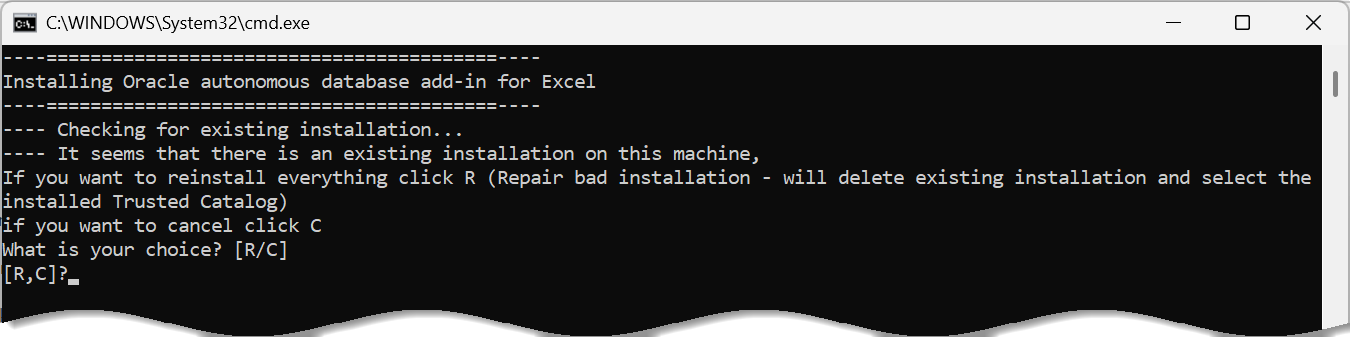 C:\WINDOWS\System32\cmd.exe
----=========================================----
Installing Oracle autonomous database add-in for Excel
----=========================================----
---- Checking for existing installation...
---- It seems that there is an existing installation on this machine,
If you want to reinstall everything click R (Repair bad installation - will delete existing installation and select the
installed Trusted Catalog)
if you want to cancel click C
What is your choice? [R/C]
[R,C]?